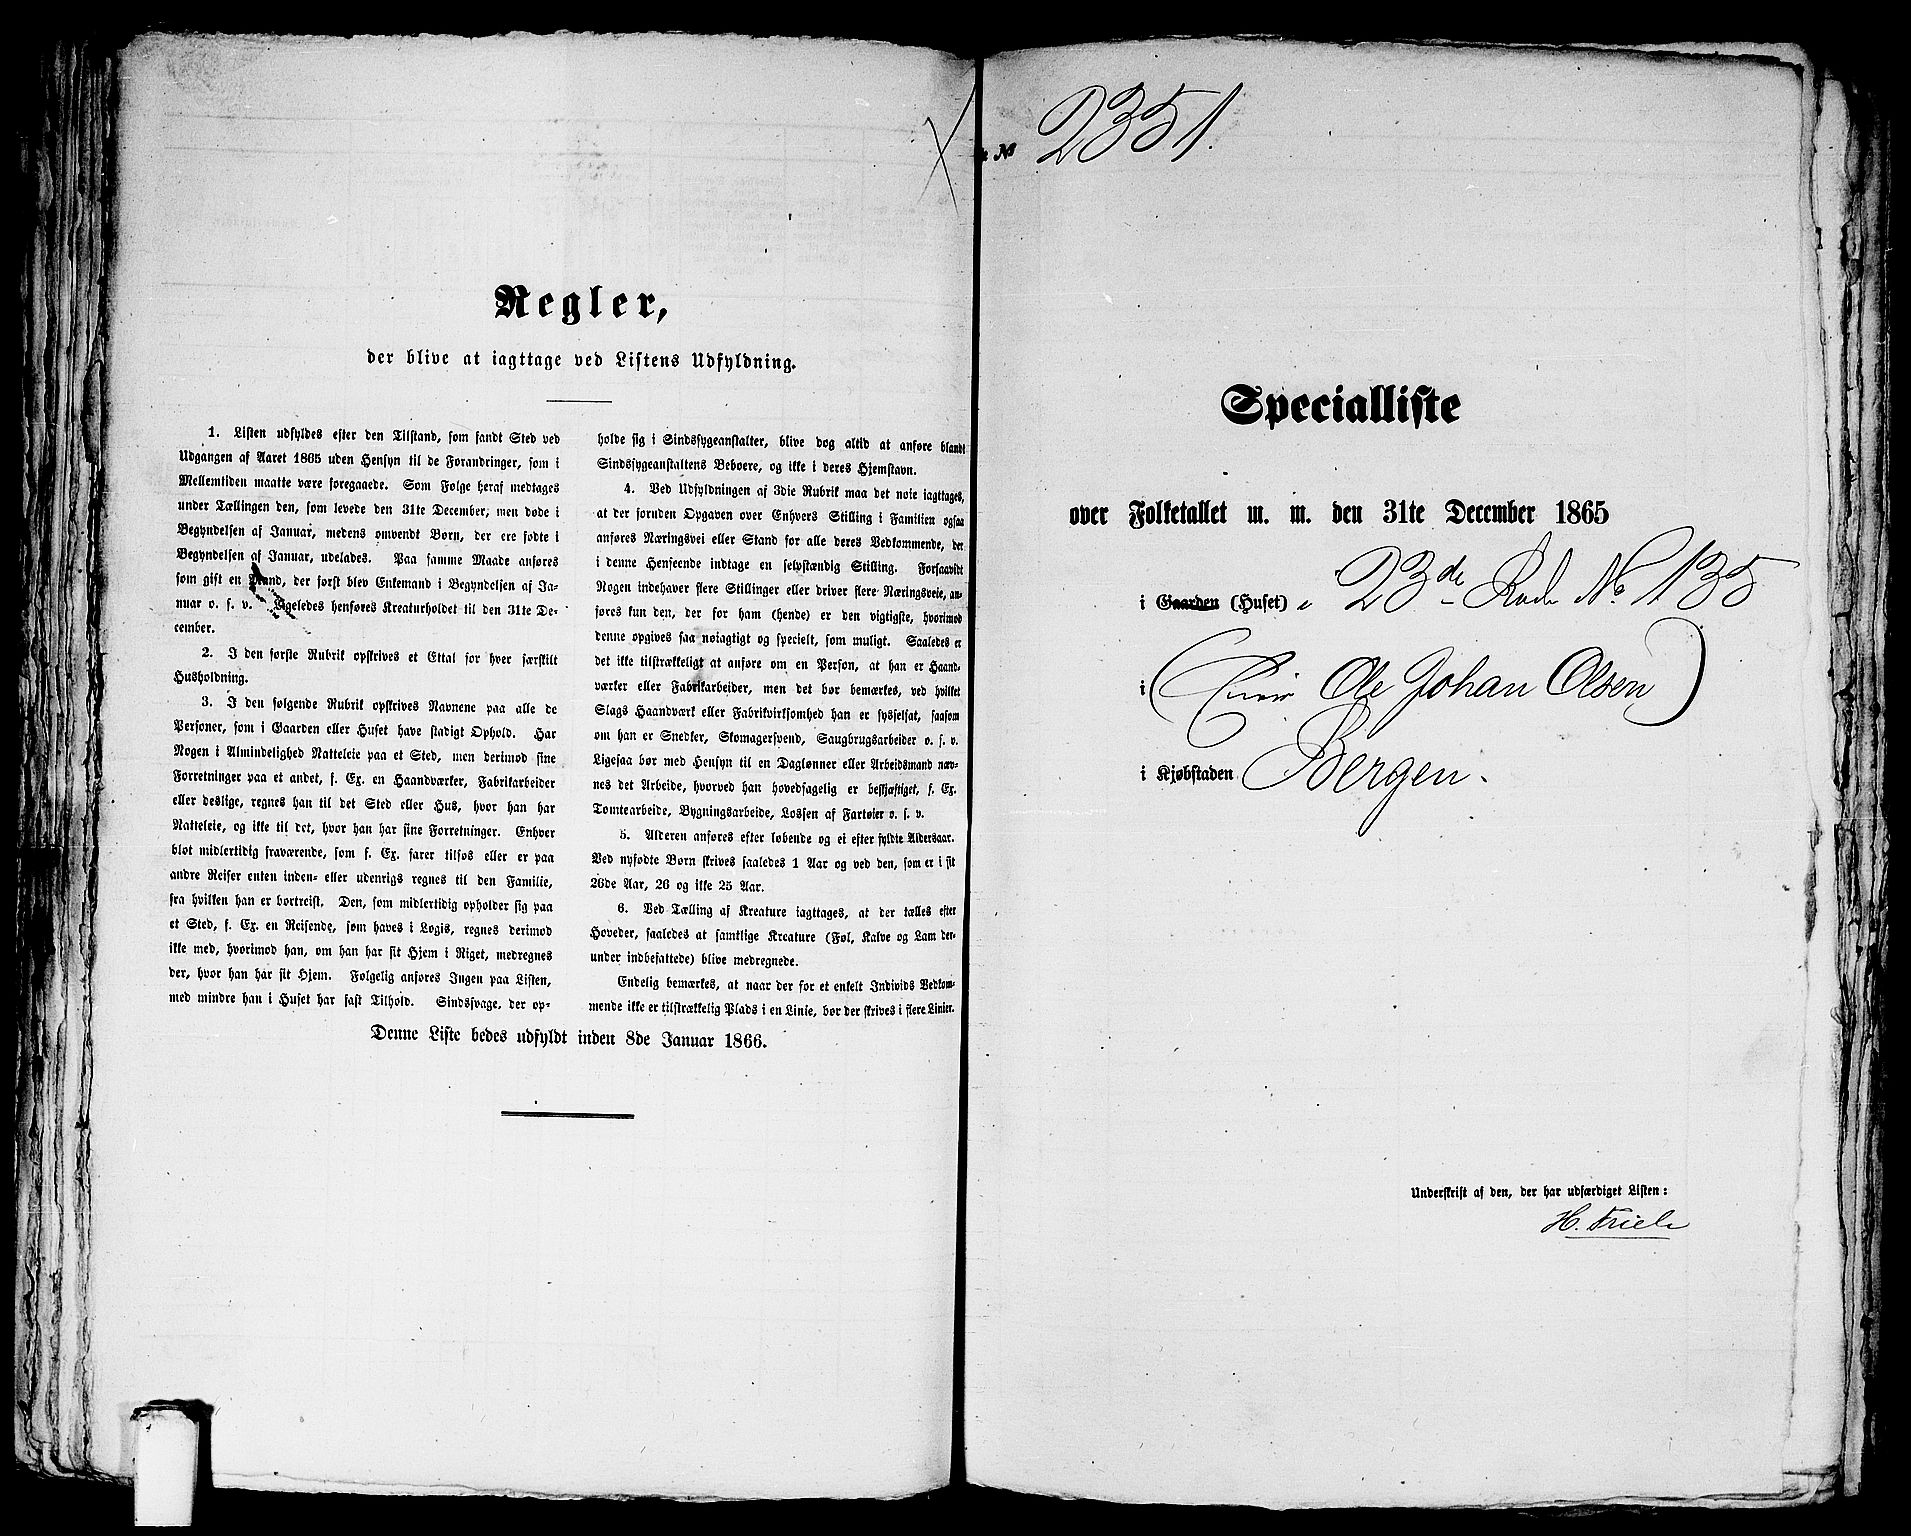 Regler,
der blive at iagttage ved Listens Udfyldning.
1. Listen udfyldes efter den Tilstand, som fandt Sted ved
Udgangen af Aaret 1865 uden Hensyn til de Forandringer, som i
Mellemtiden maatte være foregaaede. Som Følge heraf medtages
under Tællingen den, som levede den 31te December, men døde i
Begyndelsen af Januar, medens omvendt Børn, der ere fødte i
Begyndelsen af Januar, udelades. Paa samme Maade anføres
som gift en Mand, der først blev Enkemand i Begyndelsen af Ja-
nuar o. s. v. Ligeledes henføres Kreaturholdet til den 31te De-
cember.
2. I den første Rubrik opskrives et Ettal for hver særskilt
Husholdning.
3. I den følgende Rubrik opskrives Navnene paa alle de
Personer, som i Gaarden eller Huset have stadigt Ophold. Har
Nogen i Almindelighed Natteleie paa et Sted, men derimod sine
Forretninger paa et andet, f. Ex. en Haandværker, Fabrikarbeider
eller deslige, regnes han til det Sted eller Hus, hvor han har
Natteleie, og ikke til det, hvor han har sine Forretninger. Enhver
blot midlertidig fraværende, som f. Ex. farer tilsøs eller er paa
andre Reiser enten inden- eller udenrigs regnes til den Familie,
fra hvilken han er bortreist. Den, som midlertidig opholder sig paa
et Sted, f. Ex. en Reisende, som haves i Logis, regnes derimod
ikke med, hvorimod han, om han har sit Hjem i Riget, medregnes
der, hvor han har sit Hjem. Følgelig anføres Ingen paa Listen,
med mindre han i Huset har fast Tilhold. Sindssvage, der op-
holde sig i Sindssygeanstalter, blive dog altid at anføre blandt
Sindssygeanstaltens Beboere, og ikke i deres Hjemstavn.
4. Ved Udfyldningen af 3die Rubrik maa det nøie iagttages,
at der foruden Opgaven over Enhvers Stilling i Familien ogsaa
anføres Næringsvei eller Stand for alle deres Vedkommende, der
i denne Henseende indtage en selvstændig Stilling. Forsaavidt
Nogen indehaver flere Stillinger eller driver flere Næringsveie, an-
føres kun den, der for ham (hende) er den vigtigste, hvorimod
denne opgives saa nøiagtigt og specielt, som muligt. Saaledes er
det ikke tilstrækkeligt at anføre om en Person, at han er Haand-
værker eller Fabrikarbeider, men det bør bemærkes, ved hvilket
Slags Haandværk eller Fabrikvirksomhed han er sysselsat, saasom
om han er Snedker, Skomagersvend, Saugbrugsarbeider o. s. v.
Ligesaa bør med Hensyn til en Daglønner eller Arbeidsmand næv-
nes det Arbeide, hvorved han hovedsagelig er beskjæftiget, f. Ex.
Tomtearbeide, Bygningsarbeide, Lossen af Fartøier o. s. v.
5. Alderen anføres efter løbende og ei efter fyldte Aldersaar.
Ved nyfødte Børn skrives saaledes 1 Aar og ved den, som er i sit
26de Aar, 26 og ikke 25 Aar.
6. Ved Tælling af Kreature iagttages, at der tælles efter
Hoveder, saaledes at samtlige Kreature (Føl, Kalve og Lam der-
under indbefattede) blive medregnede.
Endelig bemærkes, at naar der for et enkelt Individs Vedkom-
mende ikke er tilstrækkelig Plads i en Linie, bør der skrives i flere Linier.
Denne Liste bedes udfyldt inden 8de Januar 1866.
No 2351.
Specialliste
over Folketallet m. m. den 31te December 1865
i Gaarden (Huset) i 23de Rode No. 135
i (Eier Ole Johan Olsen)
i Kjøbstaden Bergen.
Underskrift af den, der har udfærdiget Listen:
H. Friele